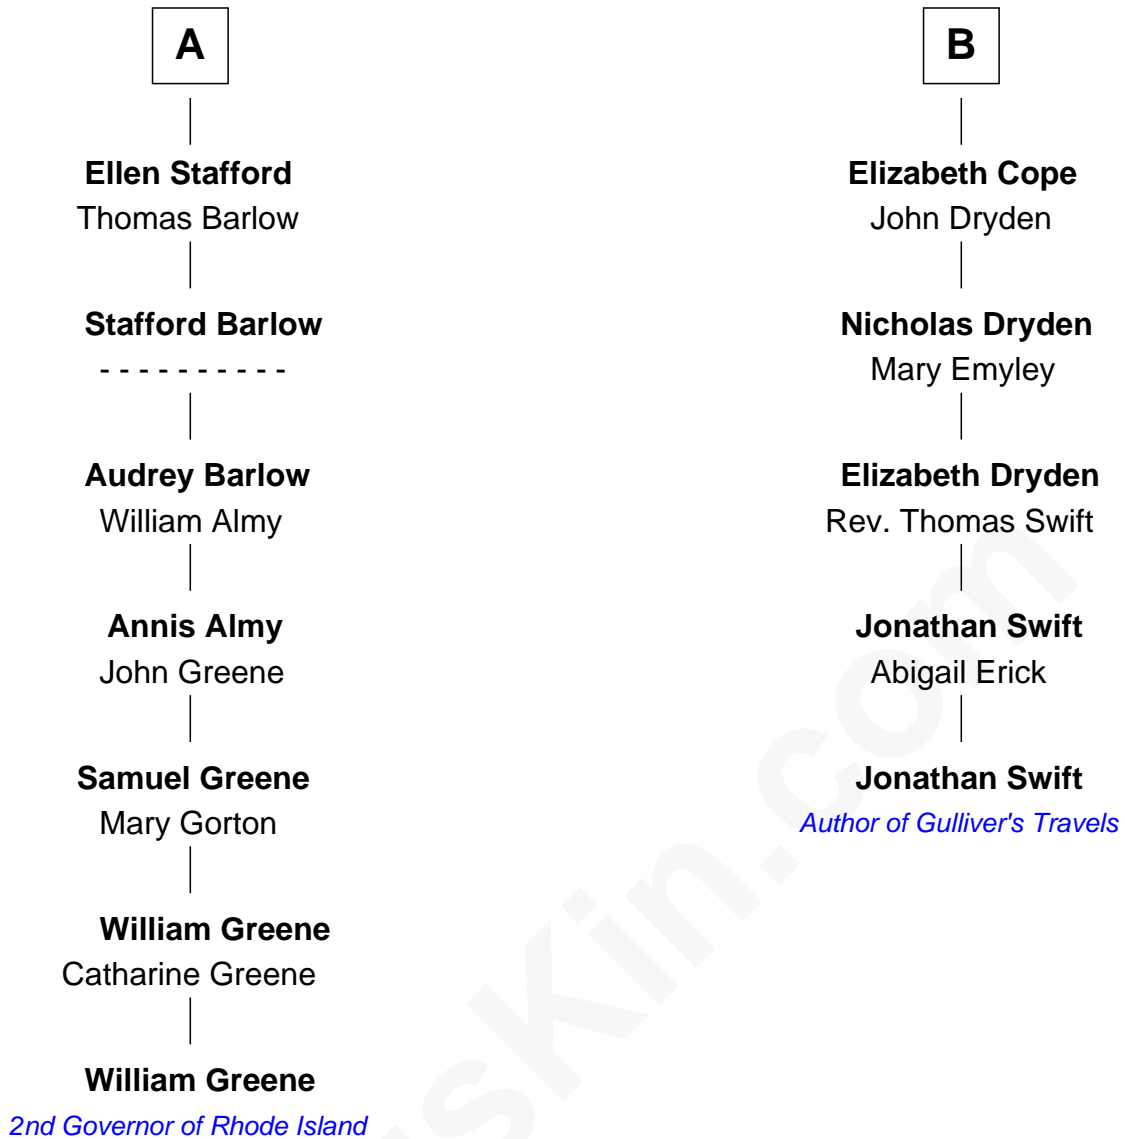 A
Ellen Stafford
Thomas Barlow
Stafford Barlow
- - - - - - - - - -
Audrey Barlow
William Almy
Annis Almy
John Greene
Samuel Greene
Mary Gorton
William Greene
Catharine Greene
William Greene
2nd Governor of Rhode Island
B
Elizabeth Cope
John Dryden
Nicholas Dryden
Mary Emyley
Elizabeth Dryden
Rev. Thomas Swift
Jonathan Swift
Abigail Erick
Jonathan Swift
Author of Gulliver's Travels
sKin.com